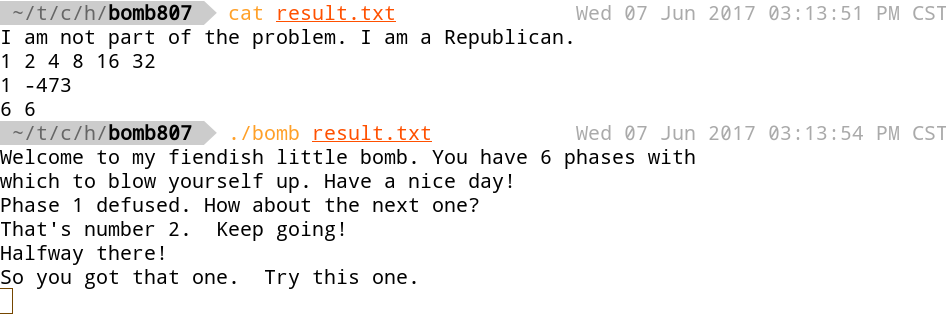 ~/t/c/h/bomb807 cat result.txt Wed 07 Jun 2017 03:13:51 PM CST
I am not part of the problem. I am a Republican.
1 2 4 8 16 32
1 -473
6 6
~/t/c/h/bomb807 ./bomb result.txt Wed 07 Jun 2017 03:13:54 PM CST
Welcome to my fiendish little bomb. You have 6 phases with
which to blow yourself up. Have a nice day!
Phase 1 defused. How about the next one?
That's number 2.  Keep going!
Halfway there!
So you got that one.  Try this one.